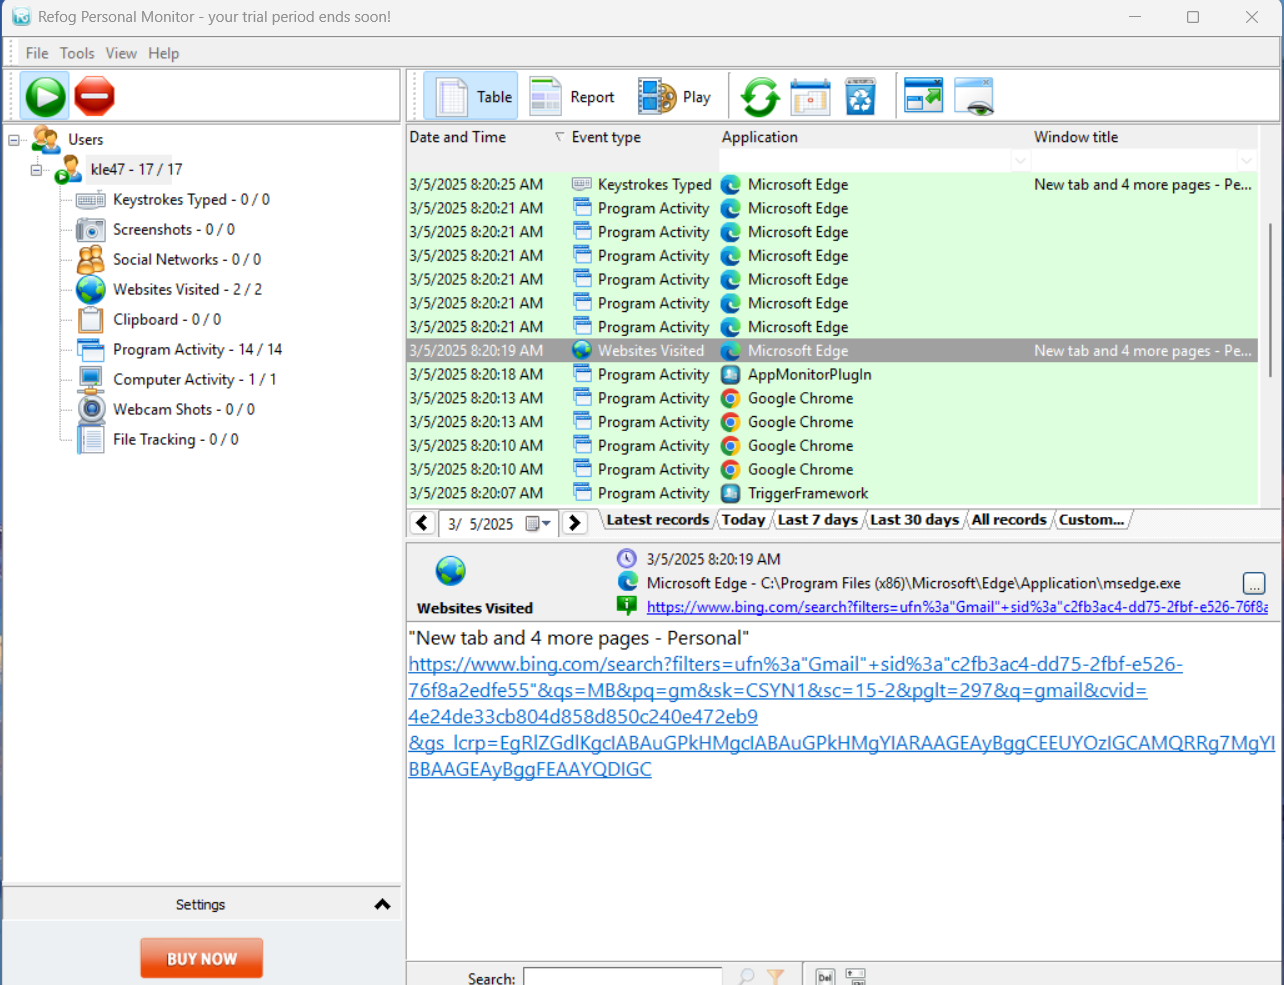 Refog Personal Monitor - your trial period ends soon!
File Tools View Help
Table Report Play
Users
kle47 - 17 / 17
Keystrokes Typed - 0 / 0
Screenshots - 0 / 0
Social Networks - 0 / 0
Websites Visited - 2 / 2
Clipboard - 0 / 0
Program Activity - 14 / 14
Computer Activity - 1 / 1
Webcam Shots - 0 / 0
File Tracking - 0 / 0
Settings
BUY NOW
Date and Time Event type Application Window title
3/5/2025 8:20:25 AM Keystrokes Typed Microsoft Edge New tab and 4 more pages - Pe...
3/5/2025 8:20:21 AM Program Activity Microsoft Edge
3/5/2025 8:20:21 AM Program Activity Microsoft Edge
3/5/2025 8:20:21 AM Program Activity Microsoft Edge
3/5/2025 8:20:21 AM Program Activity Microsoft Edge
3/5/2025 8:20:21 AM Program Activity Microsoft Edge
3/5/2025 8:20:21 AM Program Activity Microsoft Edge
3/5/2025 8:20:19 AM Websites Visited Microsoft Edge New tab and 4 more pages - Pe...
3/5/2025 8:20:18 AM Program Activity AppMonitorPlugIn
3/5/2025 8:20:13 AM Program Activity Google Chrome
3/5/2025 8:20:13 AM Program Activity Google Chrome
3/5/2025 8:20:10 AM Program Activity Google Chrome
3/5/2025 8:20:10 AM Program Activity Google Chrome
3/5/2025 8:20:07 AM Program Activity TriggerFramework
3/ 5/2025 Latest records Today Last 7 days Last 30 days All records Custom...
Websites Visited
3/5/2025 8:20:19 AM
Microsoft Edge - C:\Program Files (x86)\Microsoft\Edge\Application\msedge.exe
...
https://www.bing.com/search?filters=ufn%3a"Gmail"+sid%3a"c2fb3ac4-dd75-2fbf-e526-76f8a
"New tab and 4 more pages - Personal"
https://www.bing.com/search?filters=ufn%3a"Gmail"+sid%3a"c2fb3ac4-dd75-2fbf-e526-
76f8a2edfe55"&qs=MB&pq=gm&sk=CSYN1&sc=15-2&pglt=297&q=gmail&cvid=
4e24de33cb804d858d850c240e472eb9
&gs_lcrp=EgRlZGdlKgcIABAuGPkHMgcIABAuGPkHMgYIARAAGEAyBggCEEUYOzIGCAMQRRg7MgYI
BBAAGEAyBggFEAAYQDIGC
Search:
Del